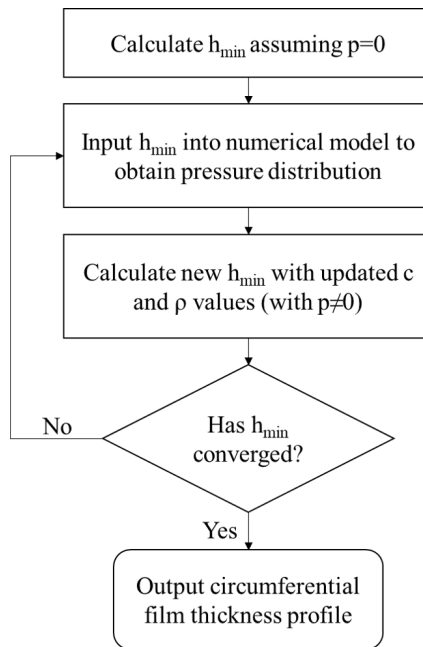 Calculate h_min assuming p=0
Input h_min into numerical model to
obtain pressure distribution
Calculate new h_min with updated c
and ρ values (with p≠0)
No
Has h_min
converged?
Yes
Output circumferential
film thickness profile